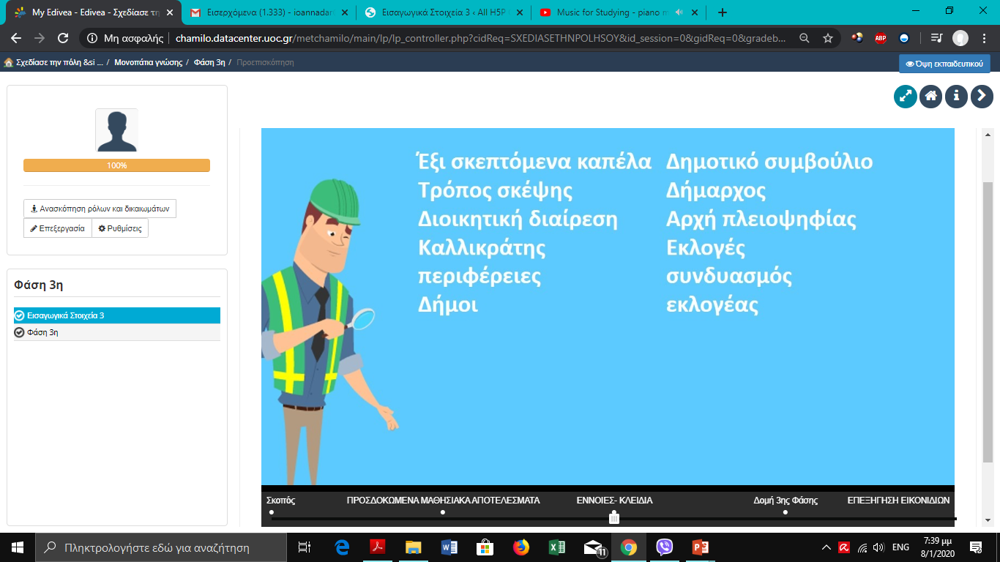 My Edivea - Edivea - Σχεδίασε τη
Εισερχόμενα (1.333) - ioannadar
Εισαγωγικά Στοιχεία 3 ‹ All H5P
Music for Studying - piano m
Μη ασφαλής
chamilo.datacenter.uoc.gr/metchamilo/main/lp/lp_controller.php?cidReq=SXEDIASETHNPOLHSOY&id_session=0&gidReq=0&gradeb...
ABP
Σχεδίασε την πόλη &si ... / Μονοπάτια γνώσης / Φάση 3η / Προεπισκόπηση
Όψη εκπαιδευτικού
100%
Ανασκόπηση ρόλων και δικαιωμάτων
Επεξεργασία
Ρυθμίσεις
Φάση 3η
Εισαγωγικά Στοιχεία 3
Φάση 3η
Έξι σκεπτόμενα καπέλα
Τρόπος σκέψης
Διοικητική διαίρεση
Καλλικράτης
περιφέρειες
Δήμοι
Δημοτικό συμβούλιο
Δήμαρχος
Αρχή πλειοψηφίας
Εκλογές
συνδυασμός
εκλογέας
Σκοπός
ΠΡΟΣΔΟΚΩΜΕΝΑ ΜΑΘΗΣΙΑΚΑ ΑΠΟΤΕΛΕΣΜΑΤΑ
ΕΝΝΟΙΕΣ- ΚΛΕΙΔΙΑ
Δομή 3ης Φάσης
ΕΠΕΞΗΓΗΣΗ ΕΙΚΟΝΙΔΙΩΝ
Πληκτρολογήστε εδώ για αναζήτηση
11
ENG
7:39 μμ
8/1/2020